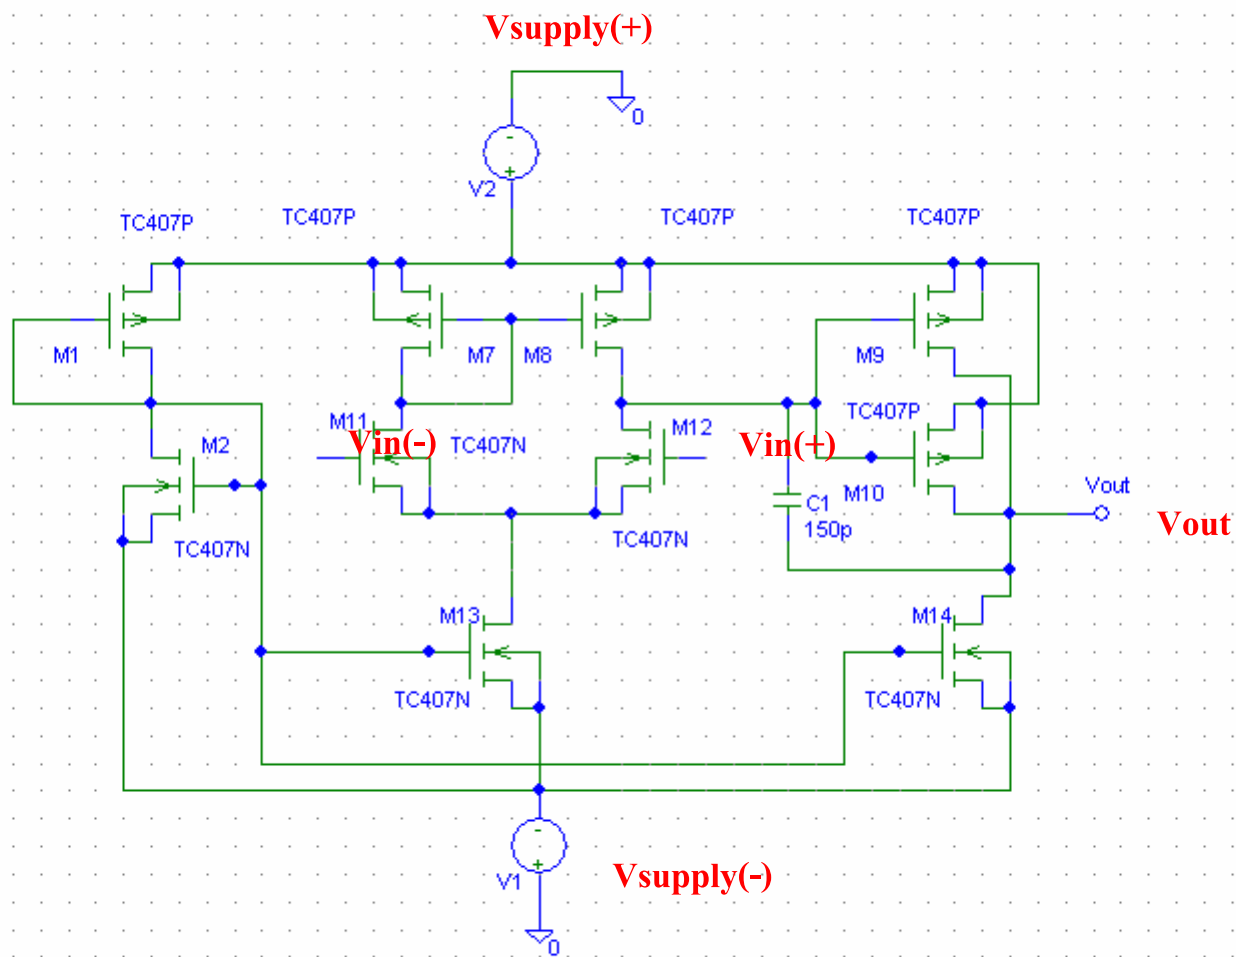 Vsupply(+)
0
-
+
V2
TC407P
TC407P
TC407P
TC407P
M1
M7
M8
M9
M11
Vin(-)
TC407N
M12
Vin(+)
TC407P
M2
M10
C1
150p
Vout
Vout
TC407N
TC407N
M13
M14
TC407N
TC407N
-
+
V1
Vsupply(-)
0